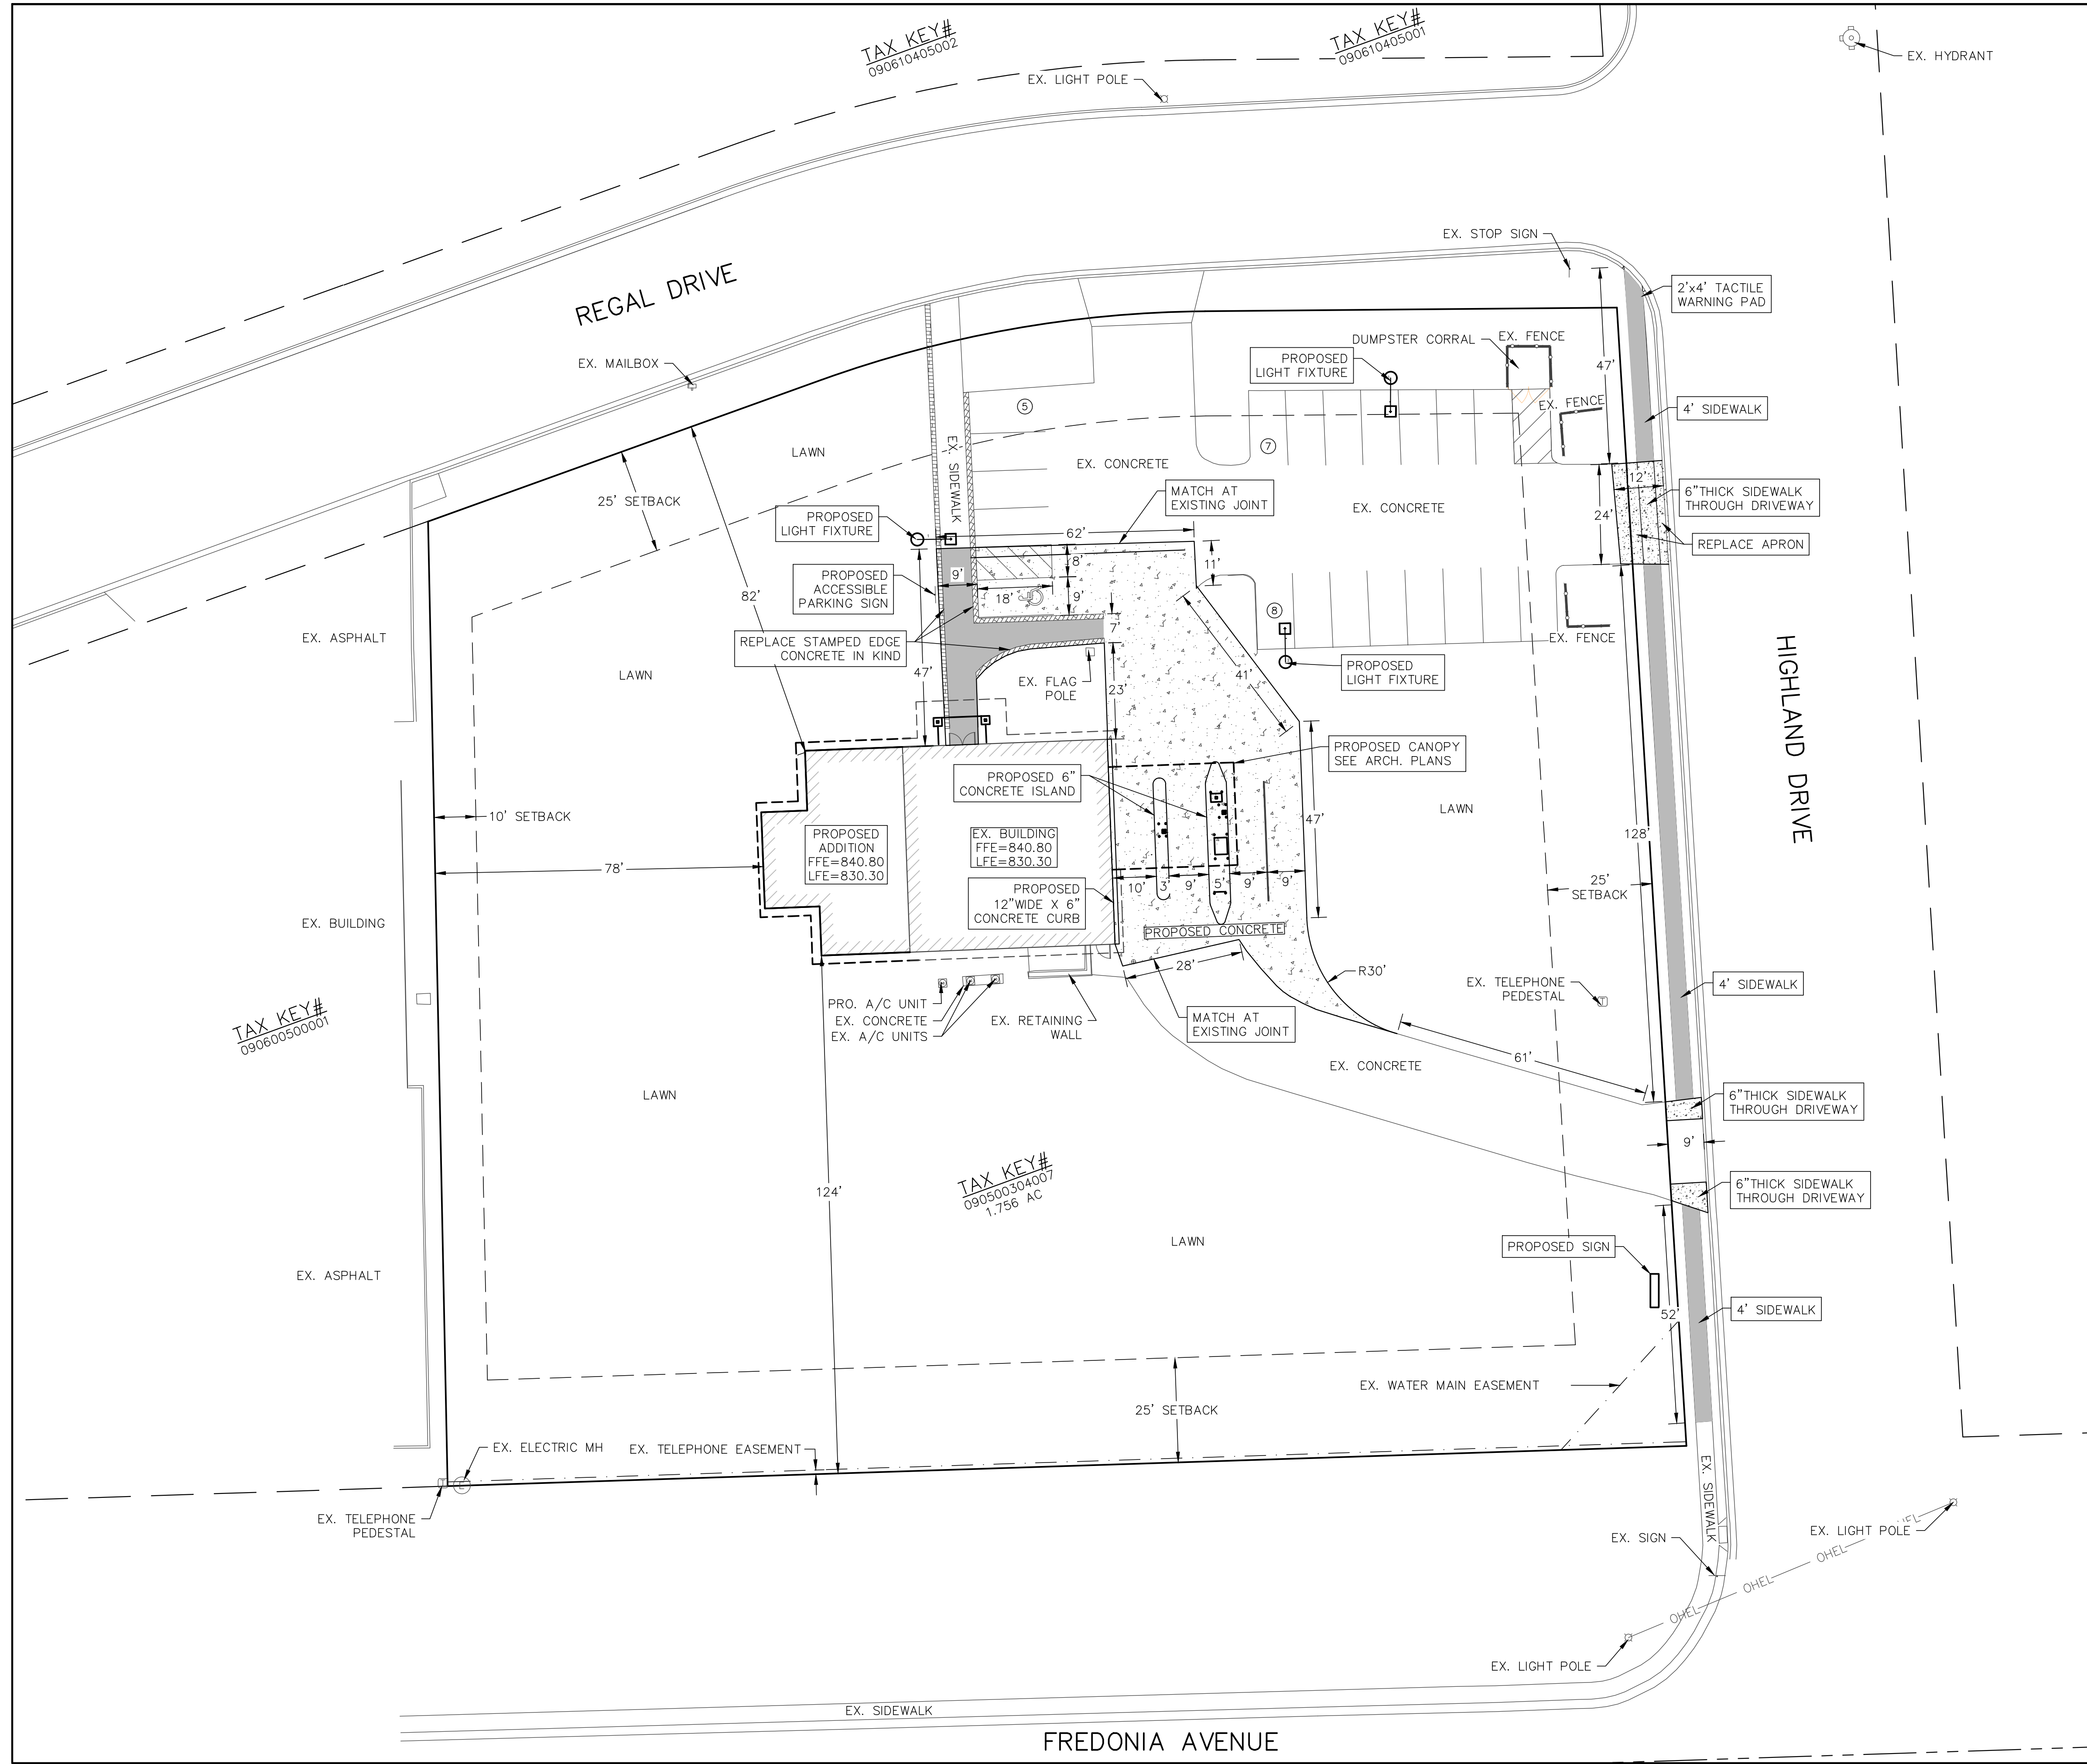 TAX KEY#
090610405002
TAX KEY#
090610405001
EX. HYDRANT
EX. LIGHT POLE
EX. STOP SIGN
REGAL DRIVE
2'x4' TACTILE
WARNING PAD
EX. MAILBOX
PROPOSED
LIGHT FIXTURE
DUMPSTER CORRAL
EX. FENCE
47'
5
EX. FENCE
4' SIDEWALK
LAWN
EX. SIDEWALK
7
EX. CONCRETE
25' SETBACK
MATCH AT
EXISTING JOINT
EX. CONCRETE
12'
6"THICK SIDEWALK
THROUGH DRIVEWAY
PROPOSED
LIGHT FIXTURE
62'
24'
REPLACE APRON
8'
11'
9'
PROPOSED
ACCESSIBLE
PARKING SIGN
82'
18'
9'
8
EX. ASPHALT
REPLACE STAMPED EDGE
CONCRETE IN KIND
7'
EX. FENCE
HIGHLAND DRIVE
LAWN
47'
EX. FLAG
POLE
23'
41'
PROPOSED
LIGHT FIXTURE
PROPOSED CANOPY
SEE ARCH. PLANS
PROPOSED 6"
CONCRETE ISLAND
LAWN
10' SETBACK
47'
128'
PROPOSED
ADDITION
FFE=840.80
LFE=830.30
EX. BUILDING
FFE=840.80
LFE=830.30
78'
10'
3'
9'
5'
9'
9'
25'
SETBACK
PROPOSED
12"WIDE X 6"
CONCRETE CURB
EX. BUILDING
PROPOSED CONCRETE
28'
R30'
EX. TELEPHONE
PEDESTAL
4' SIDEWALK
PRO. A/C UNIT
EX. CONCRETE
EX. A/C UNITS
EX. RETAINING
WALL
MATCH AT
EXISTING JOINT
TAX KEY#
090600500001
61'
EX. CONCRETE
LAWN
6"THICK SIDEWALK
THROUGH DRIVEWAY
9'
TAX KEY#
090500304007
1.756 AC
124'
6"THICK SIDEWALK
THROUGH DRIVEWAY
LAWN
PROPOSED SIGN
EX. ASPHALT
52'
4' SIDEWALK
EX. WATER MAIN EASEMENT
25' SETBACK
EX. ELECTRIC MH
EX. TELEPHONE EASEMENT
E
EX. SIDEWALK
EX. TELEPHONE
PEDESTAL
EX. SIGN
EX. LIGHT POLE
OHEL
OHEL
OHEL
EX. LIGHT POLE
EX. SIDEWALK
FREDONIA AVENUE